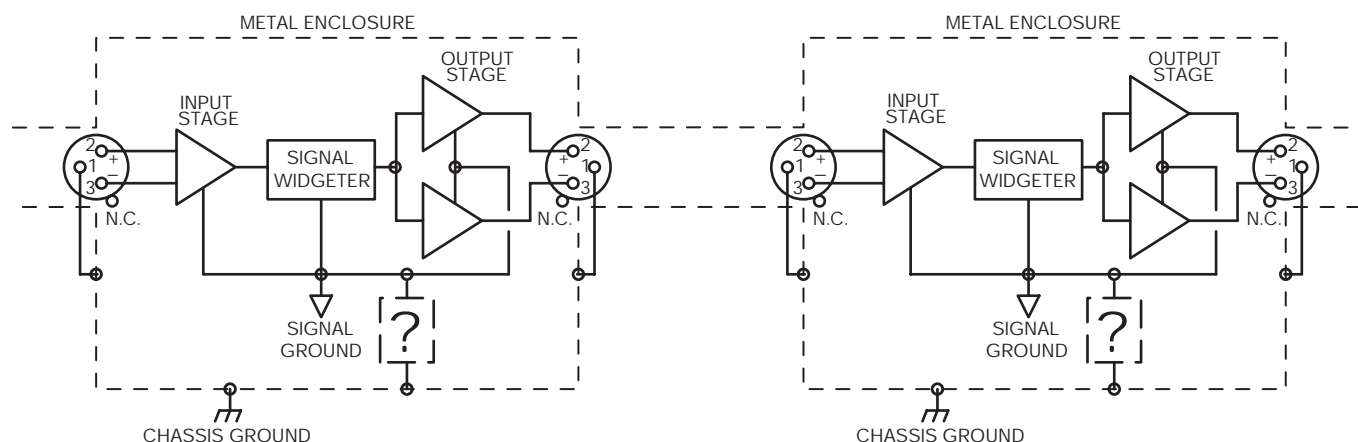 METAL ENCLOSURE
OUTPUT
STAGE
INPUT
STAGE
2
1
3
+
–
N.C.
SIGNAL
WIDGETER
+
–
2
1
3
N.C.
SIGNAL
GROUND
?
CHASSIS GROUND
METAL ENCLOSURE
OUTPUT
STAGE
INPUT
STAGE
2
1
3
+
–
N.C.
SIGNAL
WIDGETER
+
–
2
1
3
N.C.
SIGNAL
GROUND
?
CHASSIS GROUND